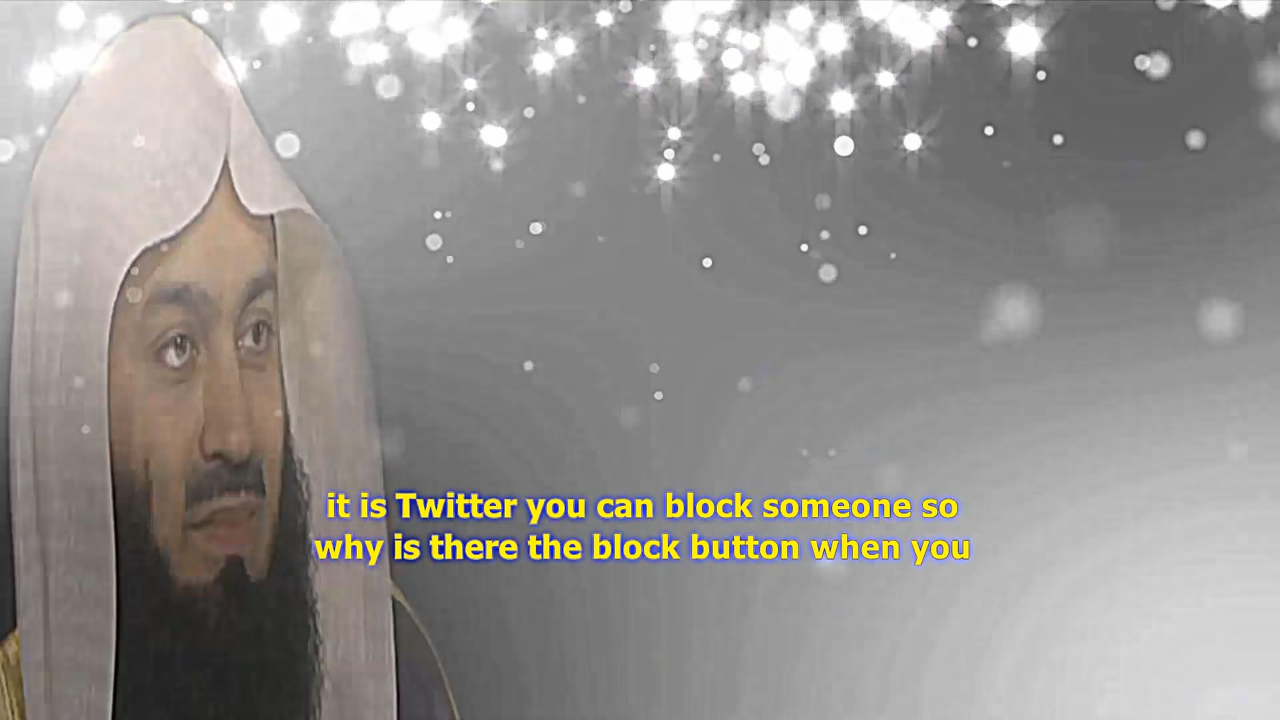 it is Twitter you can block someone so
why is there the block button when you